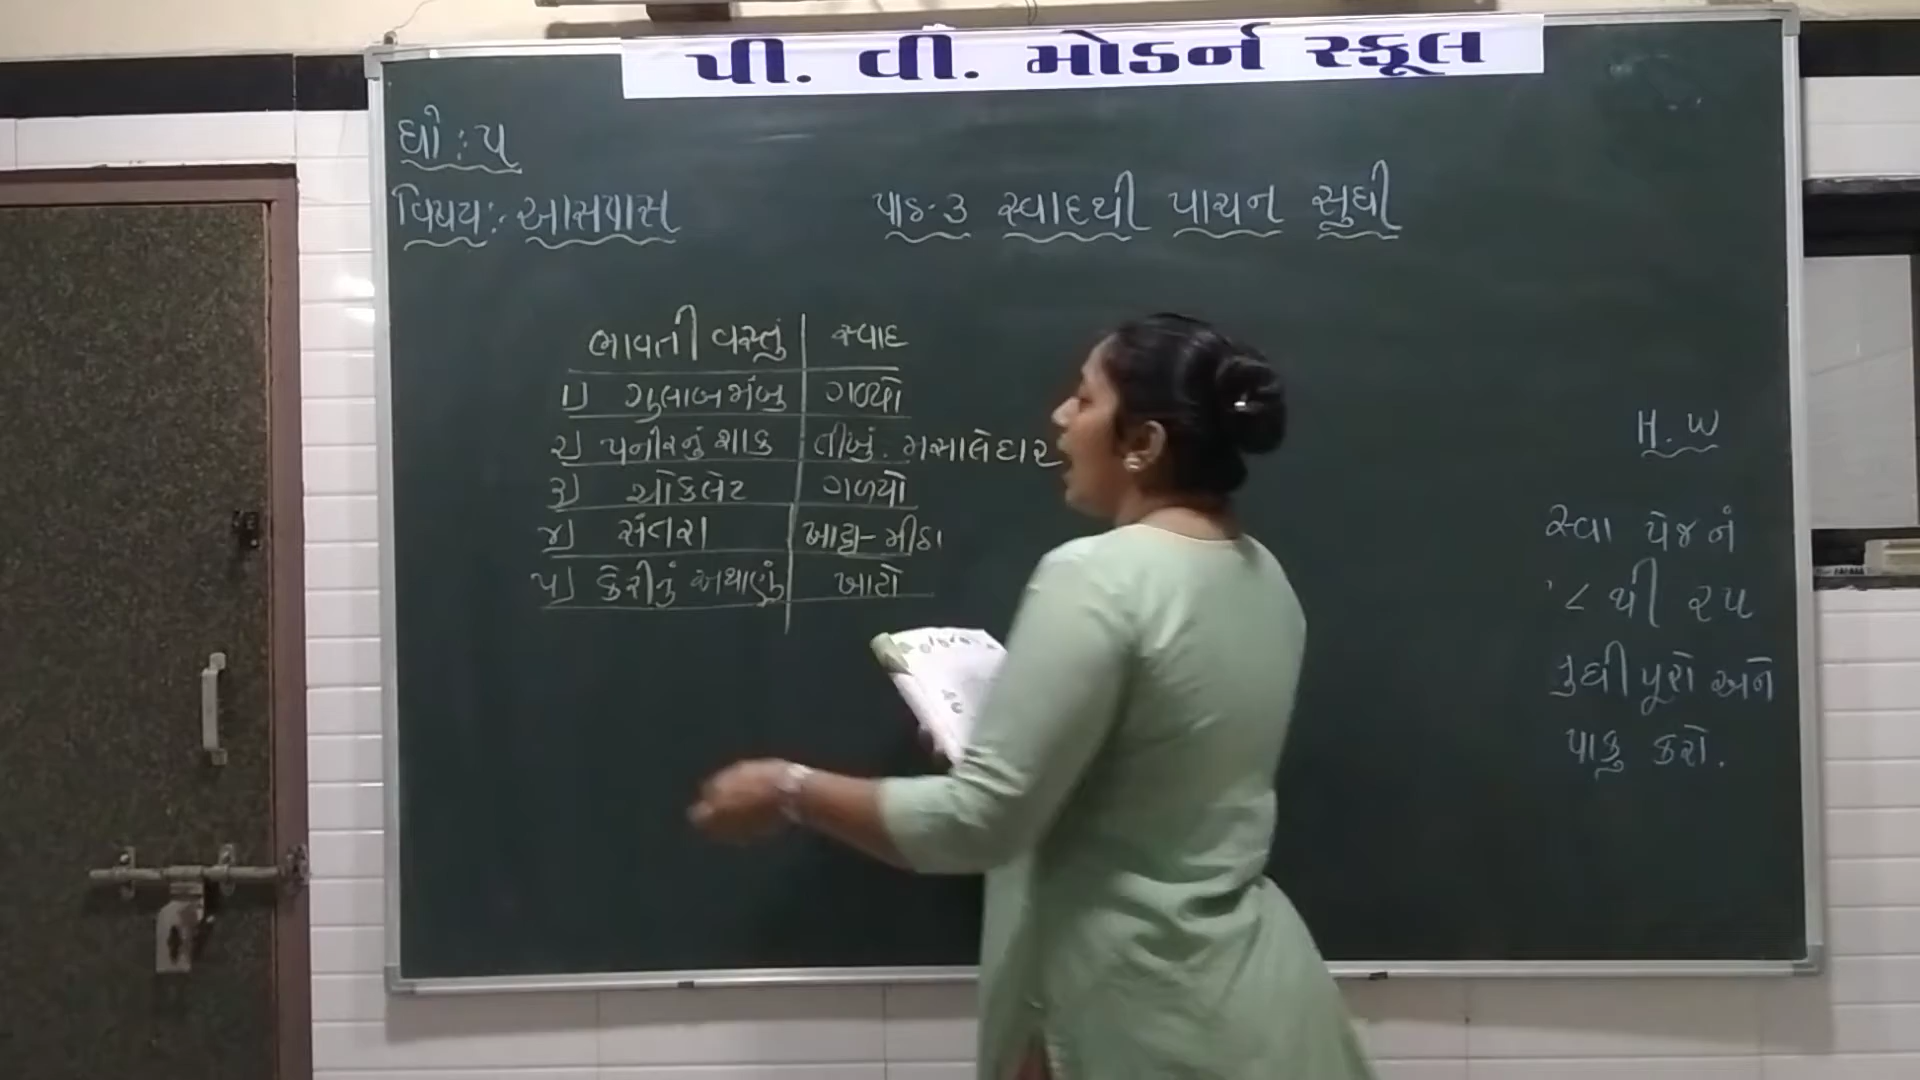 પી. વી. મોડર્ન સ્કૂલ
ધો : ૫
વિષય :- આસપાસ
પાઠ-૩ સ્વાદથી પાચન સુધી
ભાવતી વસ્તું સ્વાદ
૧) ગુલાબજંબુ ગળ્યો
૨) પનીરનું શાક તીખું. મસાલેદાર
૩) ચોકલેટ ગળ્યો
૪) સંતરા ખાટ્ટા-મીઠા
૫) કેરીનું અથાણું ખાટો
H.W
સ્વા પેજ નં
૮ થી ૨૫
સુધી પૂરો અને
પાકુ કરો.